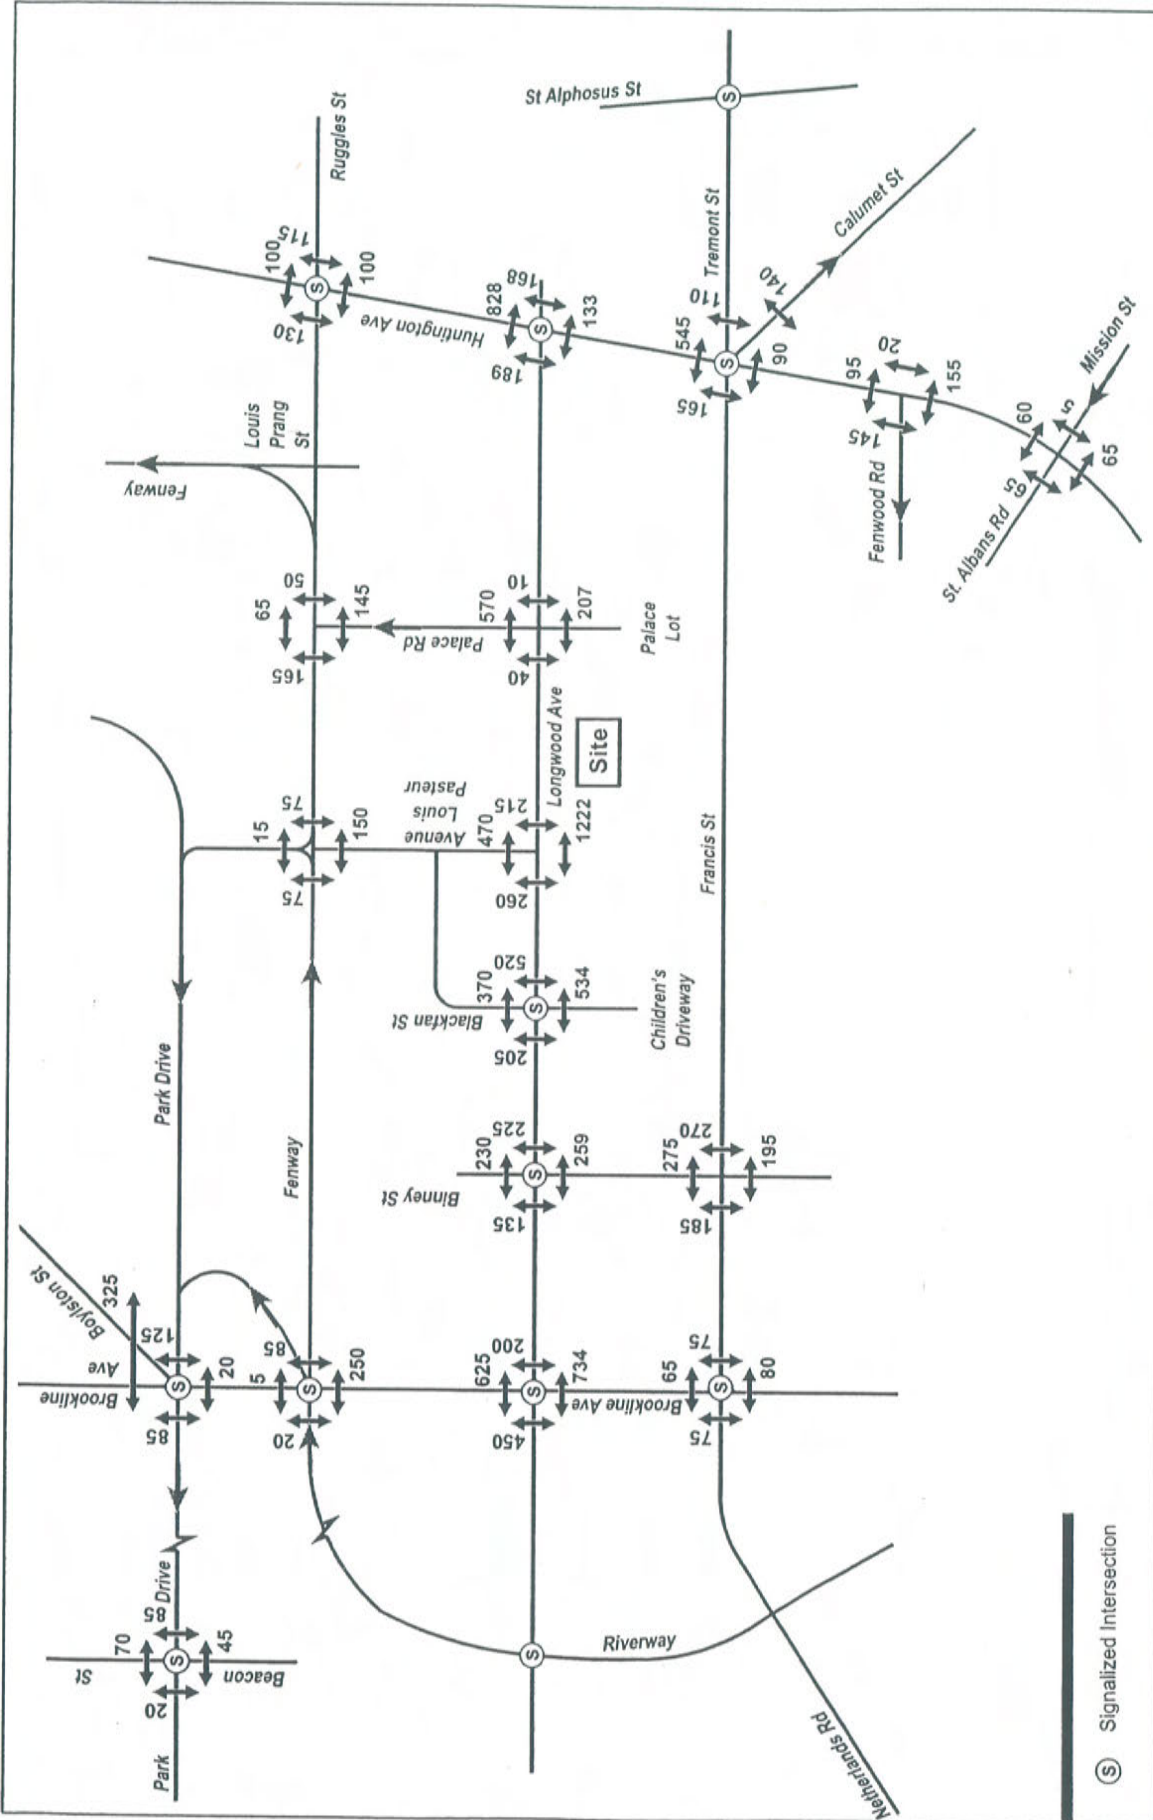 St Alphosus St
Ruggles St
115
100
100
130
Huntington Ave
828
168
133
189
Tremont St
Calumet St
110
140
545
90
165
Louis
Prang
St
Fenway
95
20
155
145
Fenwood Rd
Mission St
60
5
65
65
St. Albans Rd
65
50
145
165
Palace Rd
570
10
207
40
Palace
Lot
Longwood Ave
Site
15
75
150
75
Avenue
Louis
Pasteur
470
215
1222
260
Francis St
Park Drive
Fenway
Blackfan St
370
520
534
205
Children's
Driveway
Binney St
230
225
259
135
275
270
195
185
Boylston St
325
Brookline
Ave
125
20
85
5
85
250
20
625
200
734
450
Brookline Ave
65
75
80
75
Park
Drive
70
85
45
20
Beacon
St
Riverway
Netherlands Rd
S
S
S
S
S
S
S
S
S
S
S
S
S
S Signalized Intersection